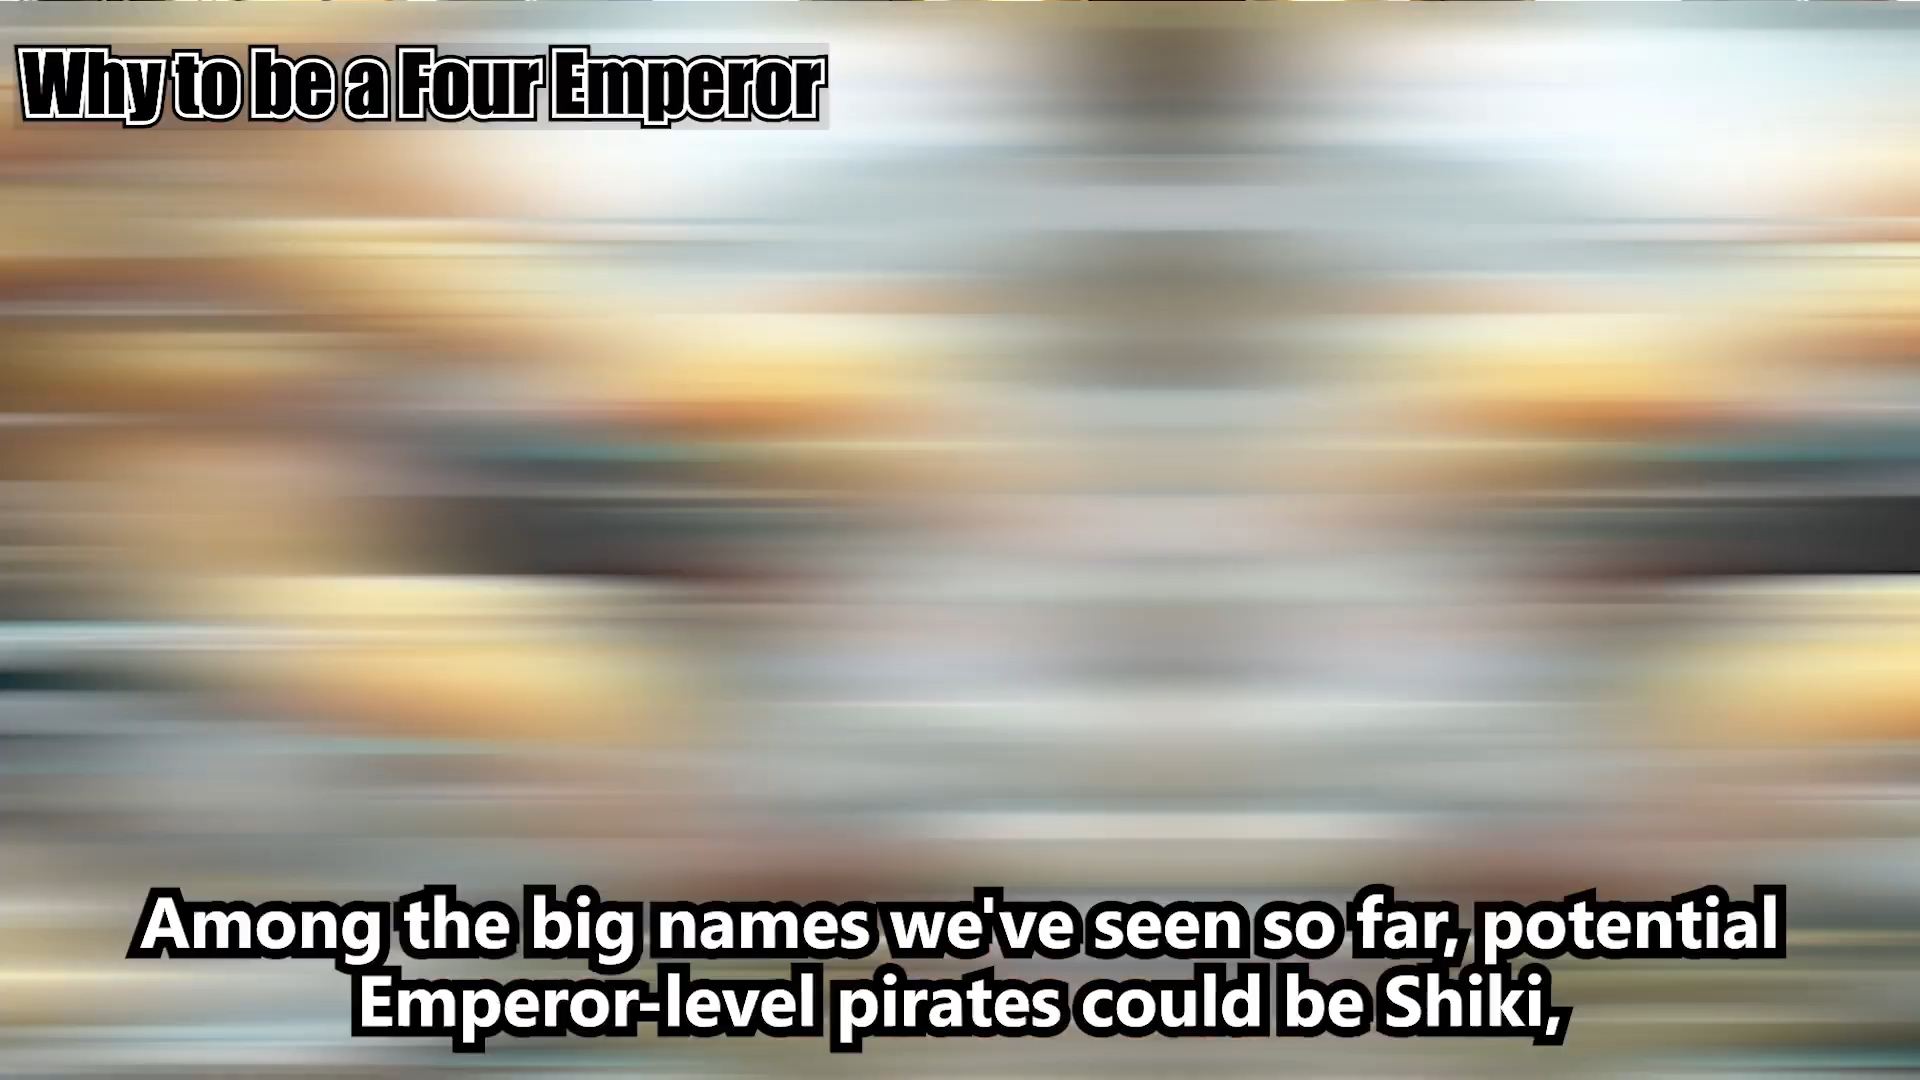 Why to be a Four Emperor
Among the big names we've seen so far, potential
Emperor-level pirates could be Shiki,